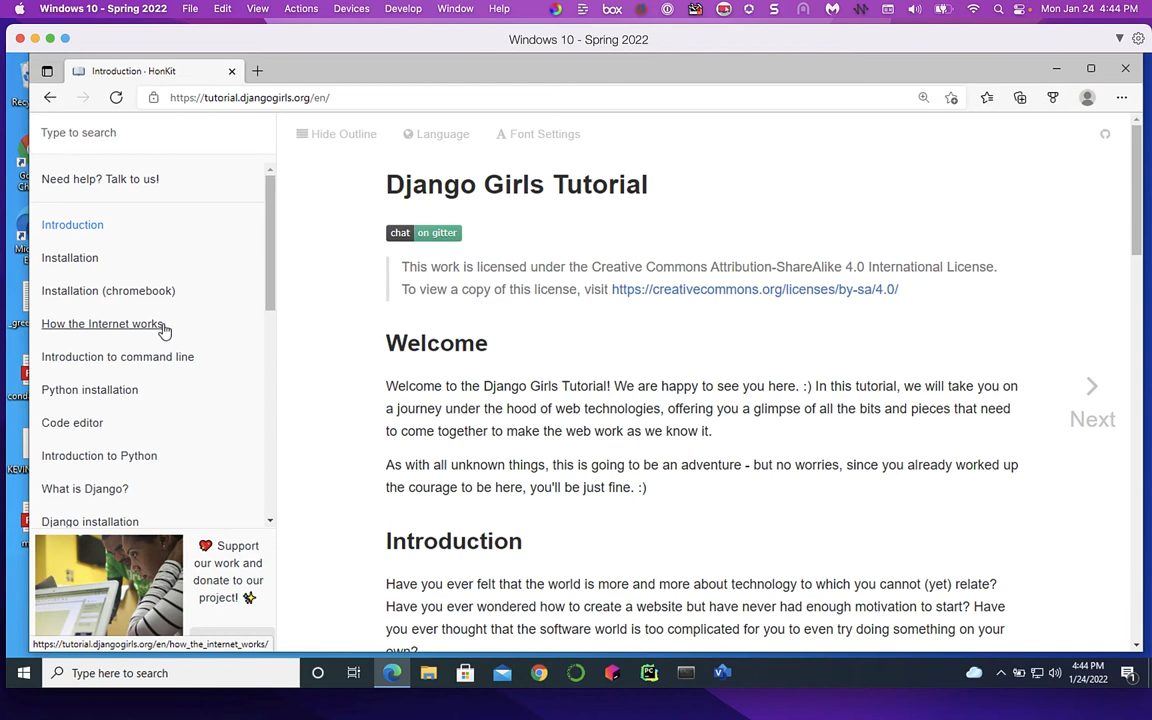 Windows 10 - Spring 2022 File Edit View Actions Devices Develop Window Help box Mon Jan 24 4:44 PM
Windows 10 - Spring 2022
Introduction · HonKit
https://tutorial.djangogirls.org/en/
Type to search
Hide Outline Language Font Settings
Need help? Talk to us!
Introduction
Installation
Installation (chromebook)
How the Internet works
Introduction to command line
Python installation
Code editor
Introduction to Python
What is Django?
Django installation
Support
our work and
donate to our
project!
https://tutorial.djangogirls.org/en/how_the_internet_works/
Django Girls Tutorial
chat on gitter
This work is licensed under the Creative Commons Attribution-ShareAlike 4.0 International License.
To view a copy of this license, visit https://creativecommons.org/licenses/by-sa/4.0/
Welcome
Welcome to the Django Girls Tutorial! We are happy to see you here. :) In this tutorial, we will take you on
a journey under the hood of web technologies, offering you a glimpse of all the bits and pieces that need
to come together to make the web work as we know it.
As with all unknown things, this is going to be an adventure - but no worries, since you already worked up
the courage to be here, you'll be just fine. :)
Introduction
Have you ever felt that the world is more and more about technology to which you cannot (yet) relate?
Have you ever wondered how to create a website but have never had enough motivation to start? Have
you ever thought that the software world is too complicated for you to even try doing something on your
own?
Next
Type here to search
4:44 PM
1/24/2022